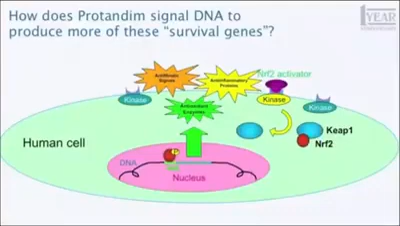 How does Protandim signal DNA to
produce more of these “survival genes”?
YEAR
Antifibrotic
Signals
Antiinflammatory
Proteins
Nrf2 activator
Kinase
Antioxidant
Enzymes
Kinase
Kinase
Human cell
Keap1
Nrf2
DNA
Nucleus